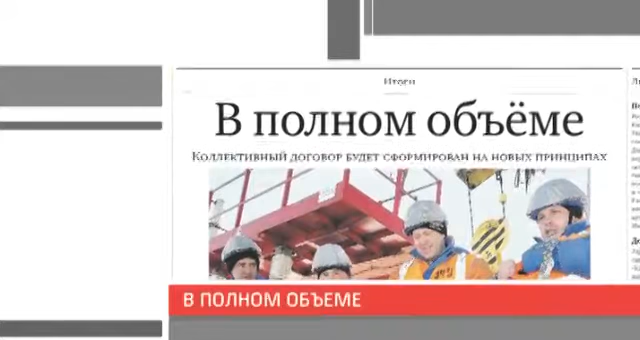 Итоги
В полном объёме
Коллективный договор будет сформирован на новых принципах
В ПОЛНОМ ОБЪЕМЕ